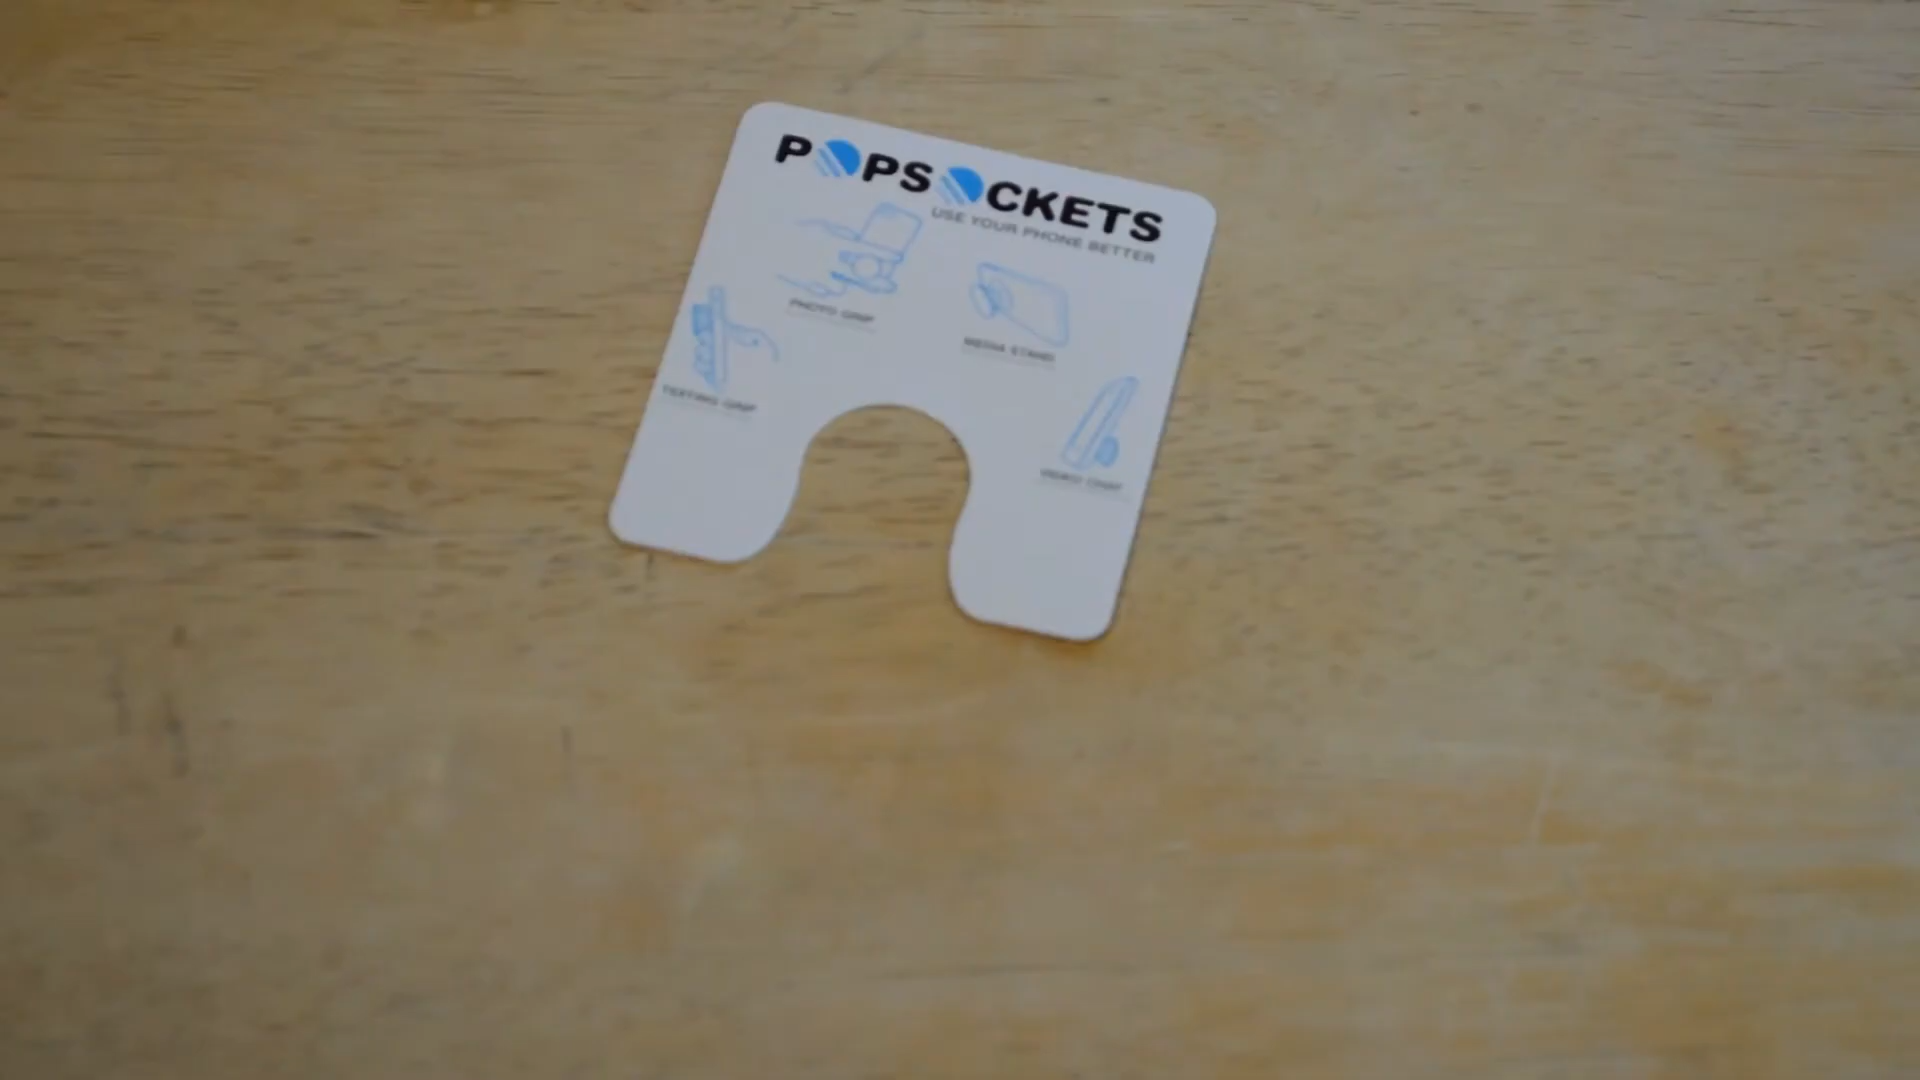 POPSOCKETS
USE YOUR PHONE BETTER
PHOTO GRIP
MEDIA STAND
TEXTING GRIP
VIDEO CHAT